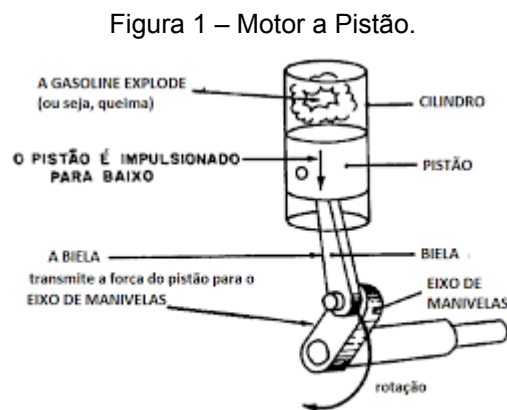 Figura 1 – Motor a Pistão.
A GASOLINE EXPLODE
(ou seja, queima)
CILINDRO
O PISTÃO É IMPULSIONADO
PARA BAIXO
PISTÃO
A BIELA
transmite a força do pistão para o
EIXO DE MANIVELAS
BIELA
EIXO DE
MANIVELAS
rotação